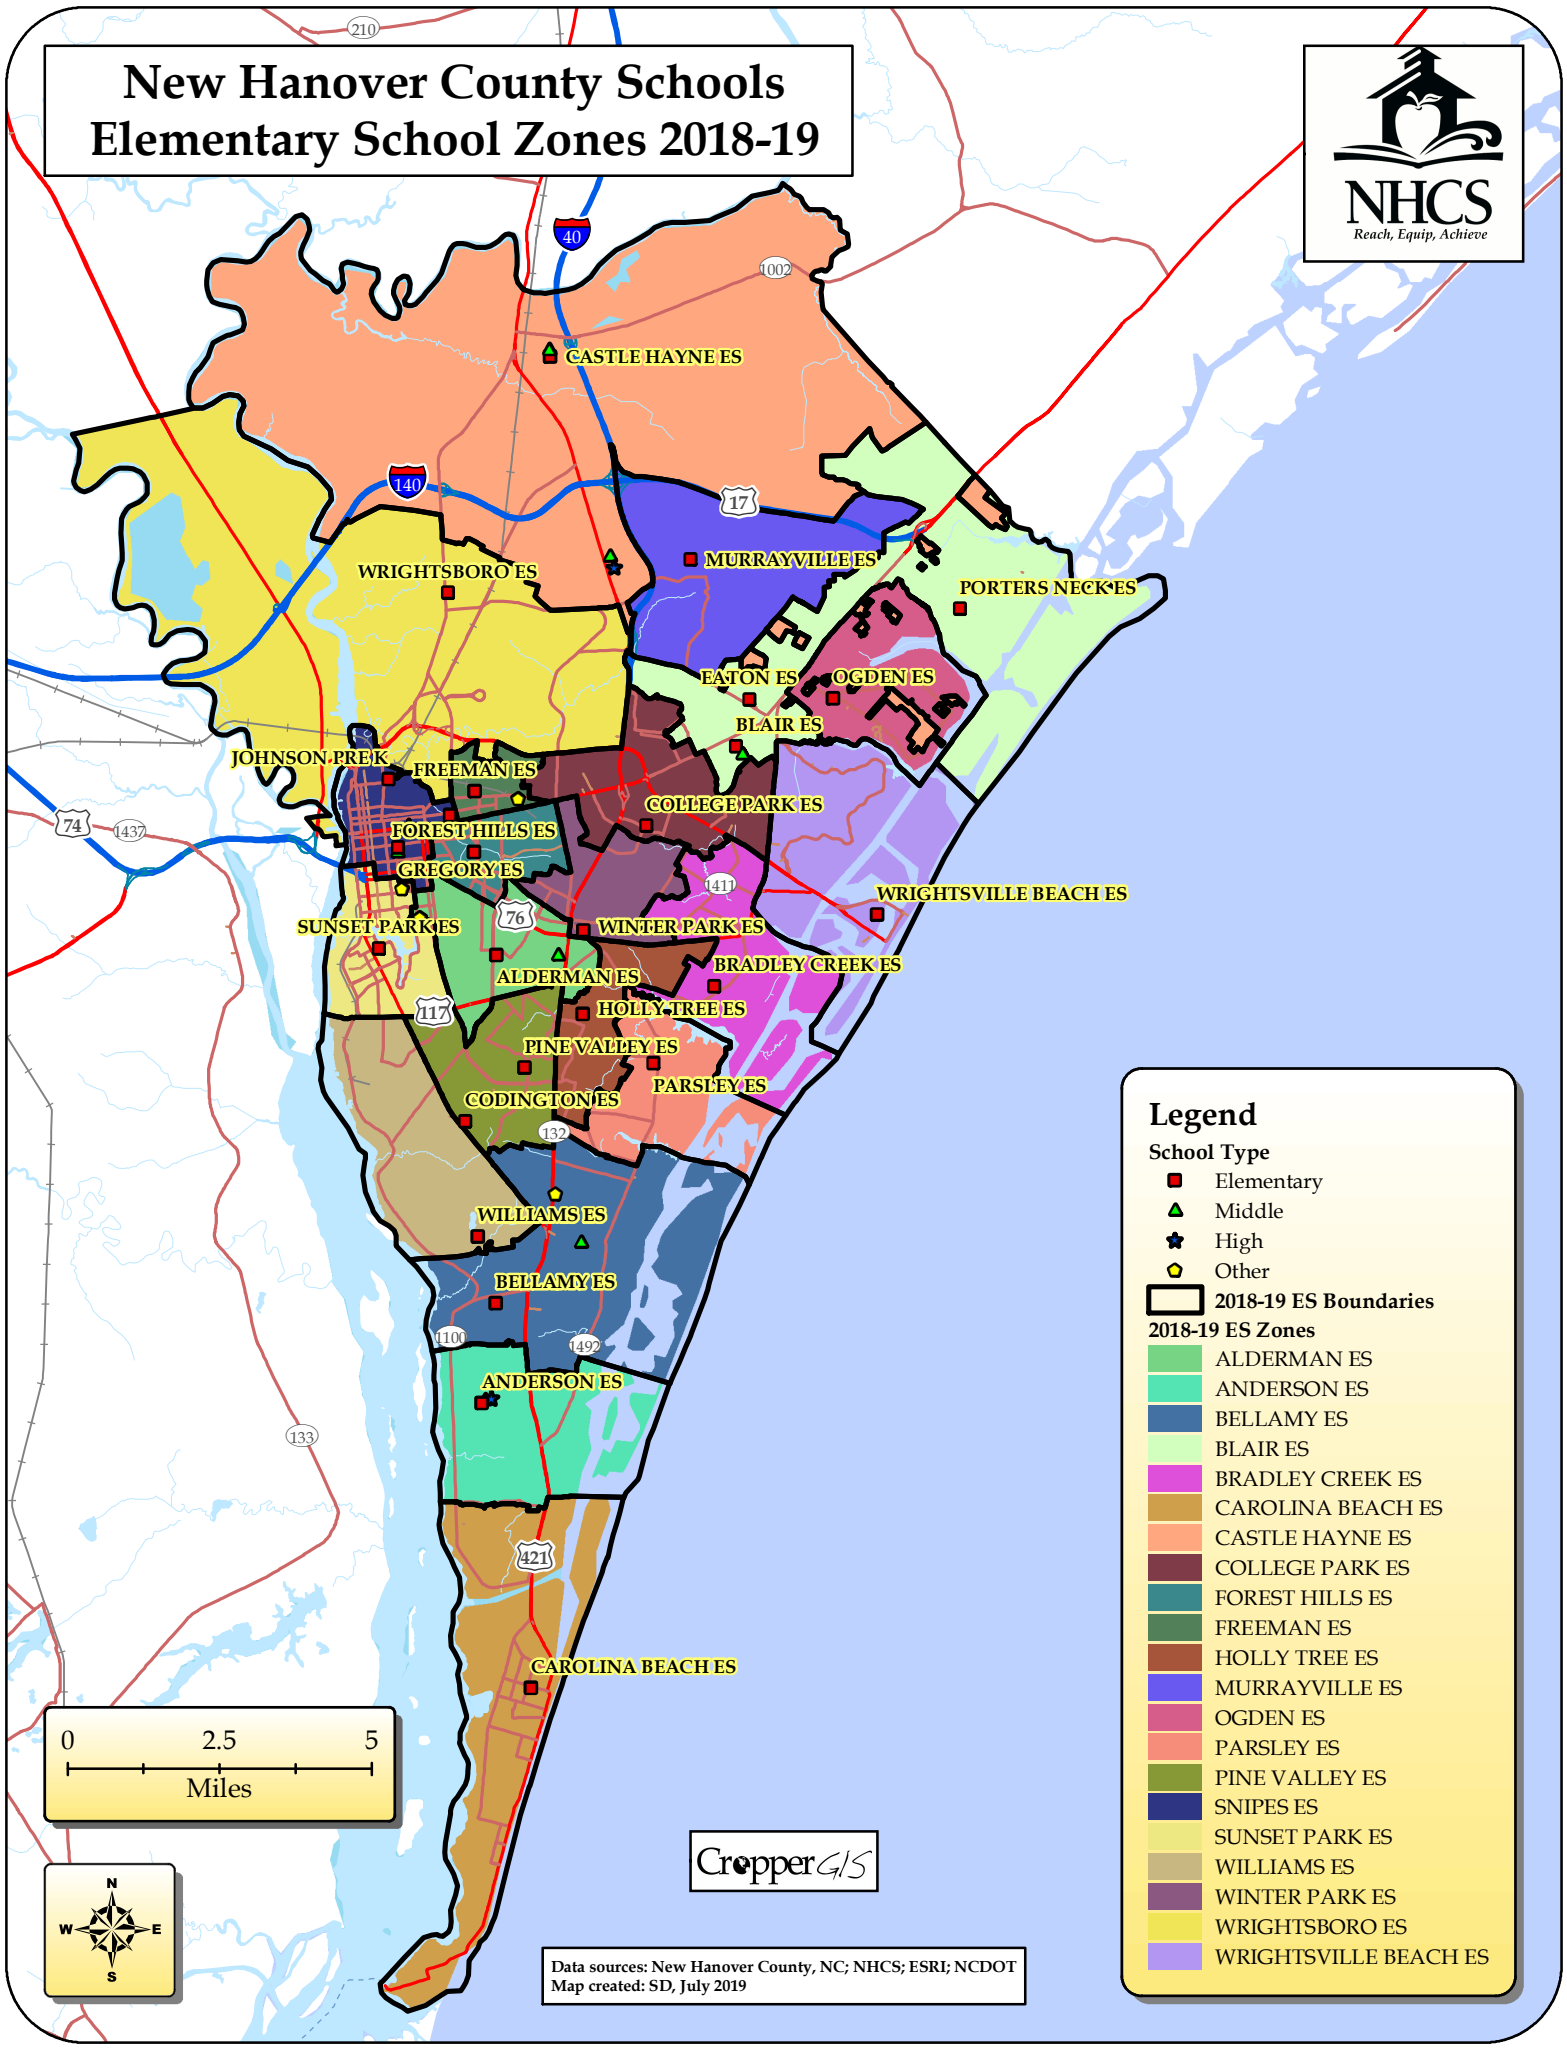 210
New Hanover County Schools
Elementary School Zones 2018-19
NHCS
Reach, Equip, Achieve
40
1002
CASTLE HAYNE ES
140
17
MURRAYVILLE ES
WRIGHTSBORO ES
PORTERS NECK ES
EATON ES
OGDEN ES
BLAIR ES
JOHNSON PRE K
FREEMAN ES
COLLEGE PARK ES
74
1437
FOREST HILLS ES
GREGORY ES
1411
WRIGHTSVILLE BEACH ES
76
SUNSET PARK ES
WINTER PARK ES
BRADLEY CREEK ES
ALDERMAN ES
117
HOLLY TREE ES
PINE VALLEY ES
PARSLEY ES
CODINGTON ES
132
WILLIAMS ES
BELLAMY ES
1100
1492
ANDERSON ES
133
421
CAROLINA BEACH ES
Legend
School Type
Elementary
Middle
High
Other
2018-19 ES Boundaries
2018-19 ES Zones
ALDERMAN ES
ANDERSON ES
BELLAMY ES
BLAIR ES
BRADLEY CREEK ES
CAROLINA BEACH ES
CASTLE HAYNE ES
COLLEGE PARK ES
FOREST HILLS ES
FREEMAN ES
HOLLY TREE ES
MURRAYVILLE ES
OGDEN ES
PARSLEY ES
PINE VALLEY ES
SNIPES ES
SUNSET PARK ES
WILLIAMS ES
WINTER PARK ES
WRIGHTSBORO ES
WRIGHTSVILLE BEACH ES
0 2.5 5
Miles
N
W E
S
Cropper GIS
Data sources: New Hanover County, NC; NHCS; ESRI; NCDOT
Map created: SD, July 2019